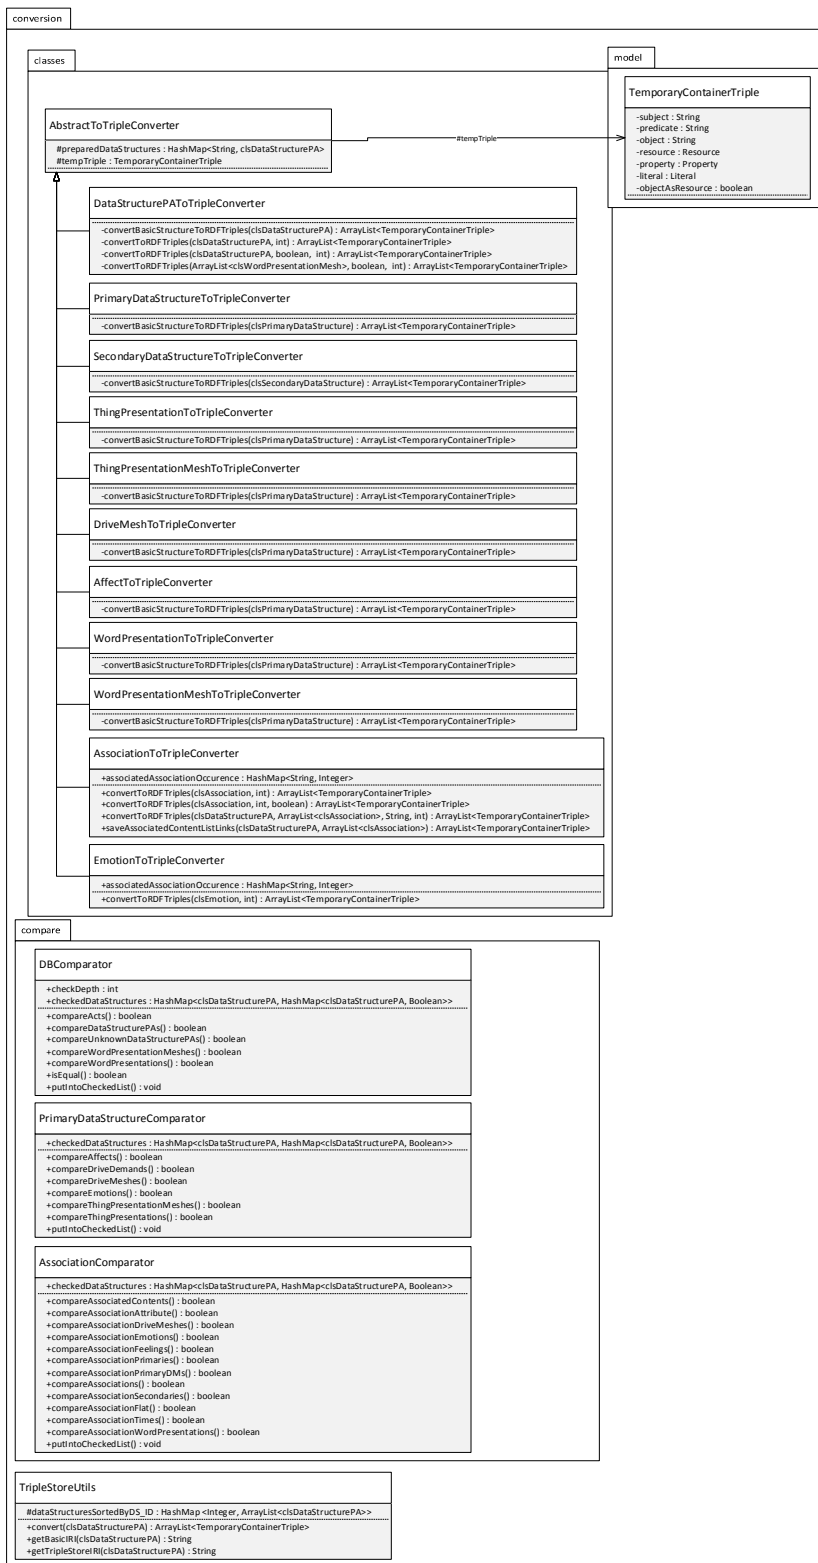 conversion
classes
model
TemporaryContainerTriple
-subject : String
-predicate : String
-object : String
-resource : Resource
-property : Property
-literal : Literal
-objectAsResource : boolean
AbstractToTripleConverter
#preparedDataStructures : HashMap<String, clsDataStructurePA>
#tempTriple : TemporaryContainerTriple
#tempTriple
DataStructurePAToTripleConverter
-convertBasicStructureToRDFTriples(clsDataStructurePA) : ArrayList<TemporaryContainerTriple>
-convertToRDFTriples(clsDataStructurePA, int) : ArrayList<TemporaryContainerTriple>
-convertToRDFTriples(clsDataStructurePA, boolean, int) : ArrayList<TemporaryContainerTriple>
-convertToRDFTriples(ArrayList<clsWordPresentationMesh>, boolean, int) : ArrayList<TemporaryContainerTriple>
PrimaryDataStructureToTripleConverter
-convertBasicStructureToRDFTriples(clsPrimaryDataStructure) : ArrayList<TemporaryContainerTriple>
SecondaryDataStructureToTripleConverter
-convertBasicStructureToRDFTriples(clsSecondaryDataStructure) : ArrayList<TemporaryContainerTriple>
ThingPresentationToTripleConverter
-convertBasicStructureToRDFTriples(clsPrimaryDataStructure) : ArrayList<TemporaryContainerTriple>
ThingPresentationMeshToTripleConverter
-convertBasicStructureToRDFTriples(clsPrimaryDataStructure) : ArrayList<TemporaryContainerTriple>
DriveMeshToTripleConverter
-convertBasicStructureToRDFTriples(clsPrimaryDataStructure) : ArrayList<TemporaryContainerTriple>
AffectToTripleConverter
-convertBasicStructureToRDFTriples(clsPrimaryDataStructure) : ArrayList<TemporaryContainerTriple>
WordPresentationToTripleConverter
-convertBasicStructureToRDFTriples(clsPrimaryDataStructure) : ArrayList<TemporaryContainerTriple>
WordPresentationMeshToTripleConverter
-convertBasicStructureToRDFTriples(clsPrimaryDataStructure) : ArrayList<TemporaryContainerTriple>
AssociationToTripleConverter
+associatedAssociationOccurence : HashMap<String, Integer>
+convertToRDFTriples(clsAssociation, int) : ArrayList<TemporaryContainerTriple>
+convertToRDFTriples(clsAssociation, int, boolean) : ArrayList<TemporaryContainerTriple>
+convertToRDFTriples(clsDataStructurePA, ArrayList<clsAssociation>, String, int) : ArrayList<TemporaryContainerTriple>
+saveAssociatedContentListLinks(clsDataStructurePA, ArrayList<clsAssociation>) : ArrayList<TemporaryContainerTriple>
EmotionToTripleConverter
+associatedAssociationOccurence : HashMap<String, Integer>
+convertToRDFTriples(clsEmotion, int) : ArrayList<TemporaryContainerTriple>
compare
DBComparator
+checkDepth : int
+checkedDataStructures : HashMap<clsDataStructurePA, HashMap<clsDataStructurePA, Boolean>>
+compareActs() : boolean
+compareDataStructurePAs() : boolean
+compareUnknownDataStructurePAs() : boolean
+compareWordPresentationMeshes() : boolean
+compareWordPresentations() : boolean
+isEqual() : boolean
+putIntoCheckedList() : void
PrimaryDataStructureComparator
+checkedDataStructures : HashMap<clsDataStructurePA, HashMap<clsDataStructurePA, Boolean>>
+compareAffects() : boolean
+compareDriveDemands() : boolean
+compareDriveMeshes() : boolean
+compareEmotions() : boolean
+compareThingPresentationMeshes() : boolean
+compareThingPresentations() : boolean
+putIntoCheckedList() : void
AssociationComparator
+checkedDataStructures : HashMap<clsDataStructurePA, HashMap<clsDataStructurePA, Boolean>>
+compareAssociatedContents() : boolean
+compareAssociationAttribute() : boolean
+compareAssociationDriveMeshes() : boolean
+compareAssociationEmotions() : boolean
+compareAssociationFeelings() : boolean
+compareAssociationPrimaries() : boolean
+compareAssociationPrimaryDMs() : boolean
+compareAssociations() : boolean
+compareAssociationSecondaries() : boolean
+compareAssociationFlat() : boolean
+compareAssociationTimes() : boolean
+compareAssociationWordPresentations() : boolean
+putIntoCheckedList() : void
TripleStoreUtils
#dataStructuresSortedByDS_ID : HashMap <Integer, ArrayList<clsDataStructurePA>>
+convert(clsDataStructurePA) : ArrayList<TemporaryContainerTriple>
+getBasicIRI(clsDataStructurePA) : String
+getTripleStoreIRI(clsDataStructurePA) : String